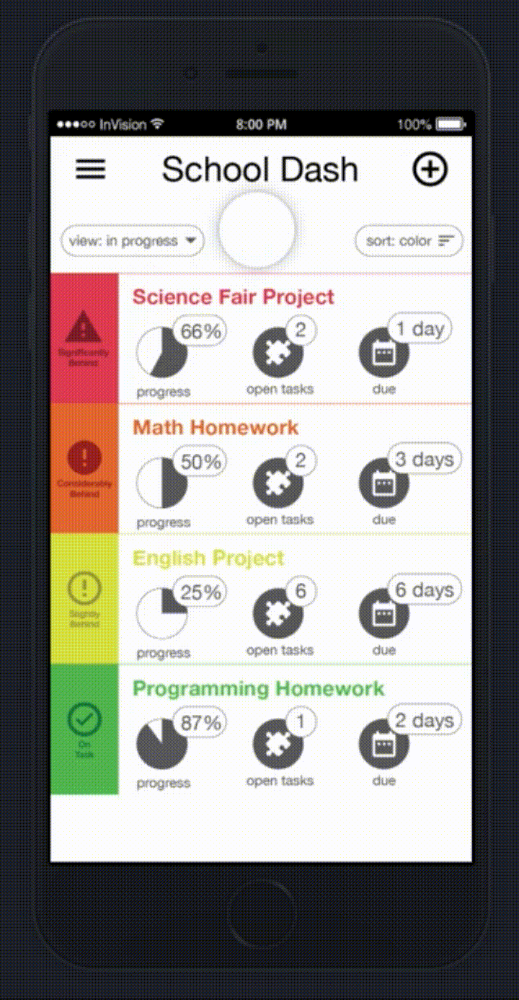 InVision 8:00 PM 100%
School Dash
view: in progress sort: color
Science Fair Project
66% 2 1 day
progress open tasks due
Significantly
Behind
Math Homework
50% 2 3 days
progress open tasks due
Considerably
Behind
English Project
25% 6 6 days
progress open tasks due
Slightly
Behind
Programming Homework
87% 1 2 days
progress open tasks due
On
Task